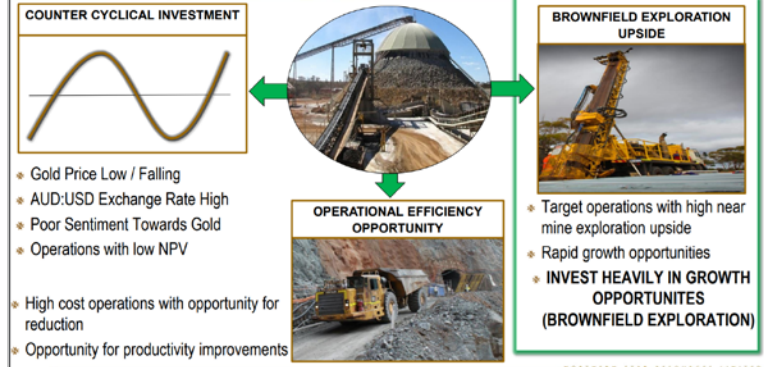 COUNTER CYCLICAL INVESTMENT
Gold Price Low / Falling
AUD:USD Exchange Rate High
Poor Sentiment Towards Gold
Operations with low NPV
High cost operations with opportunity for
reduction
Opportunity for productivity improvements
OPERATIONAL EFFICIENCY
OPPORTUNITY
BROWNFIELD EXPLORATION
UPSIDE
Target operations with high near
mine exploration upside
Rapid growth opportunities
INVEST HEAVILY IN GROWTH
OPPORTUNITES
(BROWNFIELD EXPLORATION)